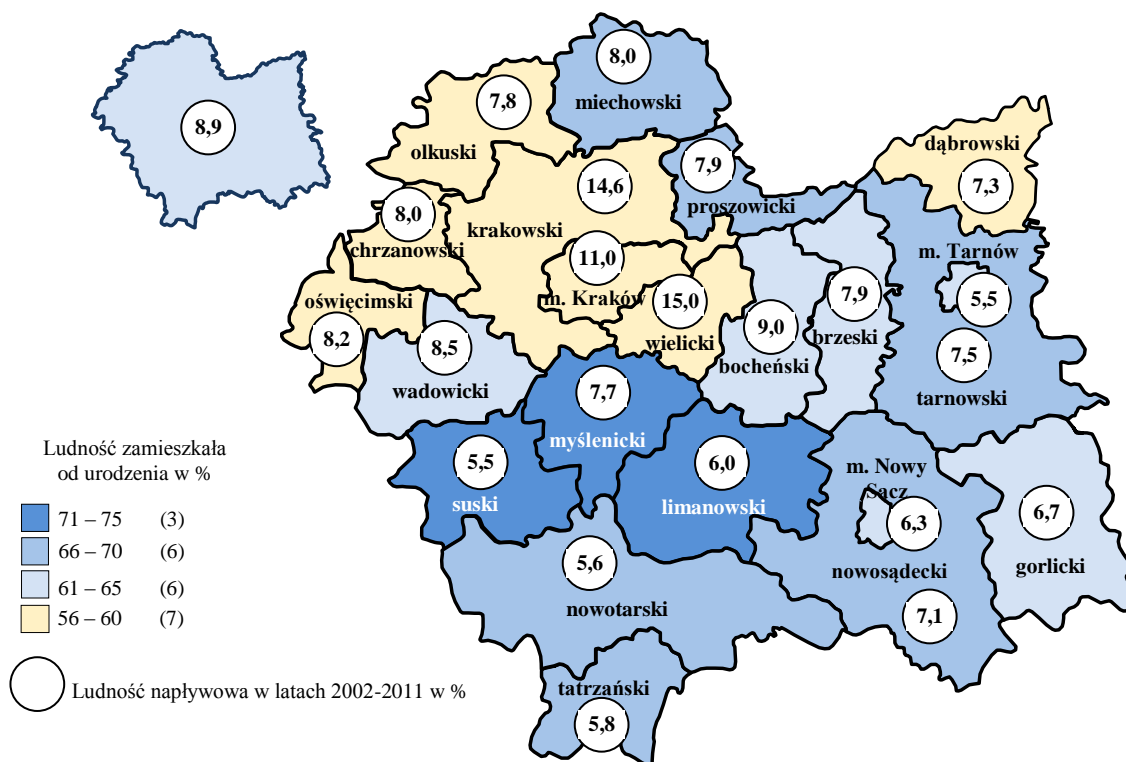 8,9
8,0
miechowski
7,8
olkuski
dąbrowski
7,3
7,9
proszowicki
14,6
krakowski
8,0
chrzanowski
11,0
m. Kraków
m. Tarnów
5,5
oświęcimski
8,2
15,0
wielicki
7,9
brzeski
9,0
bocheński
8,5
wadowicki
7,5
tarnowski
7,7
myślenicki
5,5
suski
6,0
limanowski
m. Nowy
Sącz
6,3
nowosądecki
7,1
6,7
gorlicki
5,6
nowotarski
tatrzański
5,8
Ludność zamieszkała
od urodzenia w %
71 – 75 (3)
66 – 70 (6)
61 – 65 (6)
56 – 60 (7)
Ludność napływowa w latach 2002-2011 w %